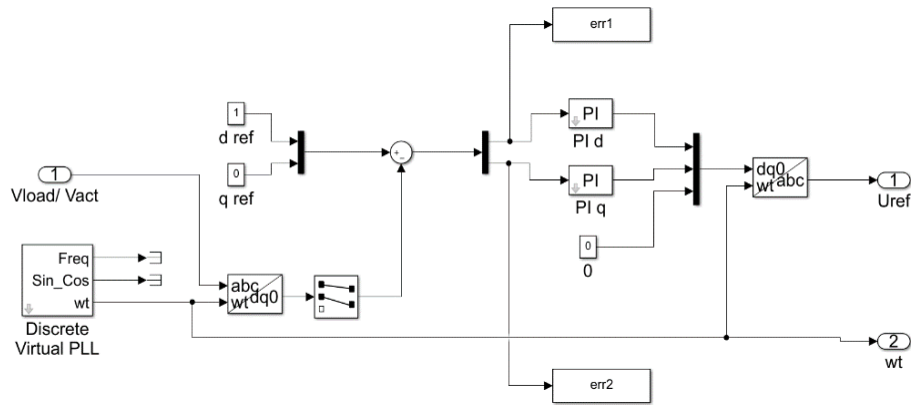 err1
1
d ref
PI
PI d
0
q ref
PI
PI q
dq0
wt
abc
1
Uref
1
Vload/ Vact
0
0
Freq
Sin_Cos
wt
Discrete
Virtual PLL
abc
wt
dq0
2
wt
err2